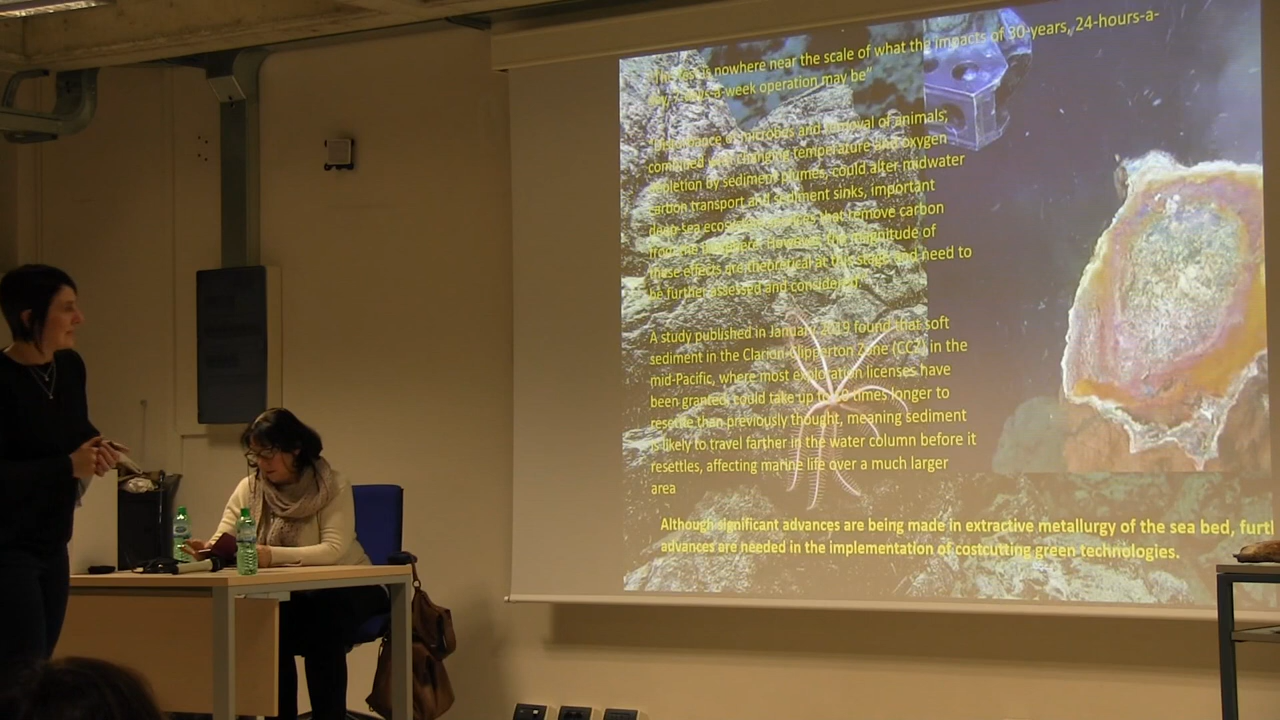 "The test is nowhere near the scale of what the impacts of 30-years, 24-hours-a-
day, 7-days-a-week operation may be"
"Disturbance of microbes and removal of animals,
combined with changing temperature and oxygen
depletion by sediment plumes, could alter midwater
carbon transport and sediment sinks, important
deep-sea ecosystem services that remove carbon
from the However, the magnitude of
these effects are theoretical at this stage and need to
be further assessed and considered."
A study published in January 2019 found that soft
sediment in the Clarion-Clipperton Zone (CCZ) in the
mid-Pacific, where most exploration licenses have
been granted, could take up to 10 times longer to
resettle than previously thought, meaning sediment
is likely to travel farther in the water column before it
resettles, affecting marine life over a much larger
area
Although significant advances are being made in extractive metallurgy of the sea bed, furt
advances are needed in the implementation of costcutting green technologies.